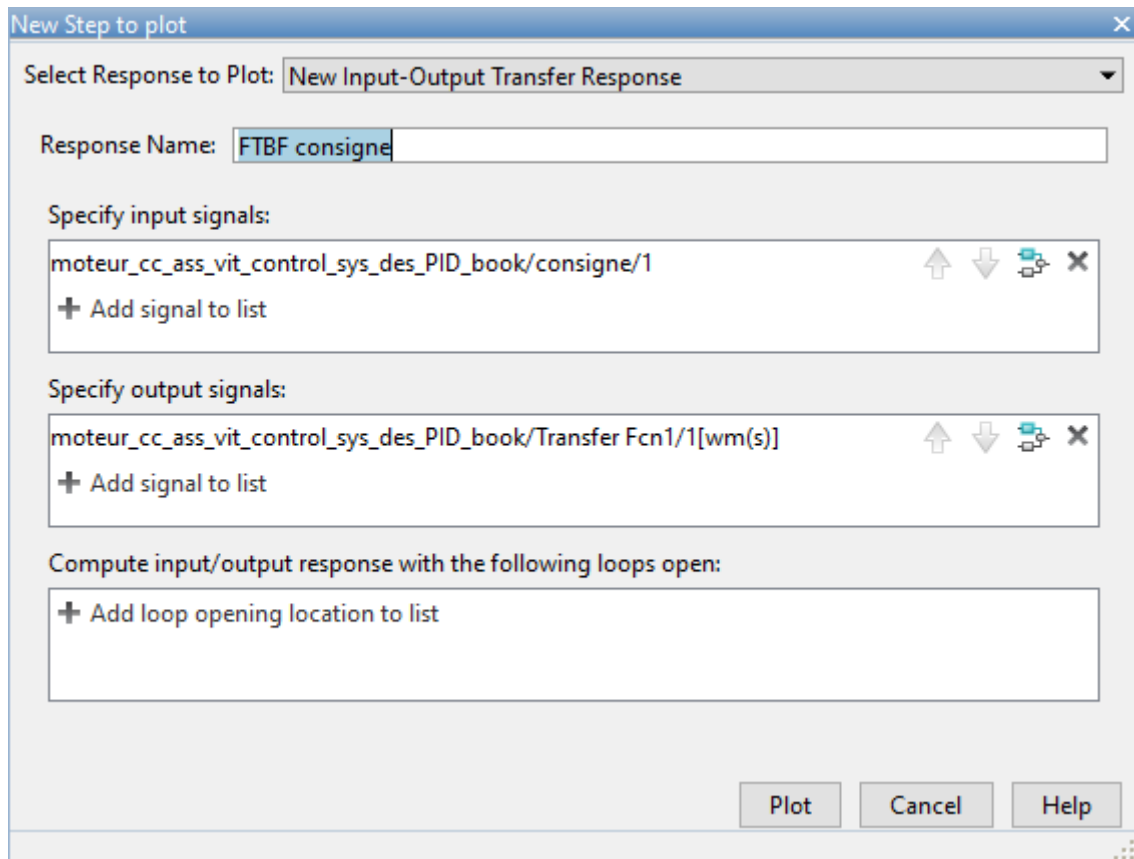 New Step to plot
Select Response to Plot: New Input-Output Transfer Response
Response Name: FTBF consigne
Specify input signals:
moteur_cc_ass_vit_control_sys_des_PID_book/consigne/1
Add signal to list
Specify output signals:
moteur_cc_ass_vit_control_sys_des_PID_book/Transfer Fcn1/1[wm(s)]
Add signal to list
Compute input/output response with the following loops open:
Add loop opening location to list
Plot Cancel Help